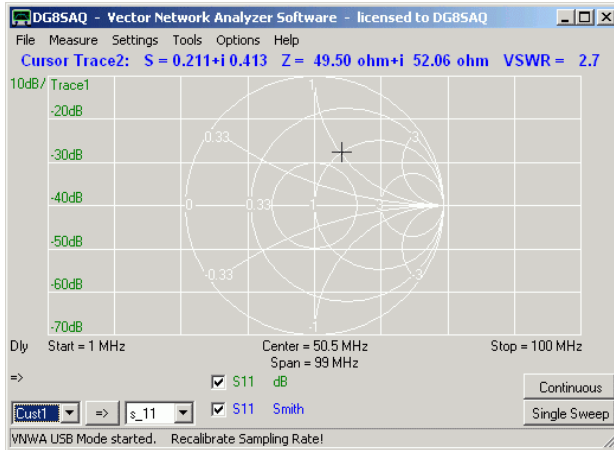 DG8SAQ - Vector Network Analyzer Software - licensed to DG8SAQ
File Measure Settings Tools Options Help
Cursor Trace2: S = 0.211+i 0.413 Z = 49.50 ohm+i 52.06 ohm VSWR = 2.7
10dB/ Trace1
-20dB
-30dB
-40dB
-50dB
-60dB
-70dB
1
0.33
3
0
0.33
1
3
-0.33
-3
-1
Dly Start = 1 MHz Center = 50.5 MHz Stop = 100 MHz
Span = 99 MHz
=>
S11 dB
Continuous
Cust1 => s_11 S11 Smith Single Sweep
VNWA USB Mode started. Recalibrate Sampling Rate!